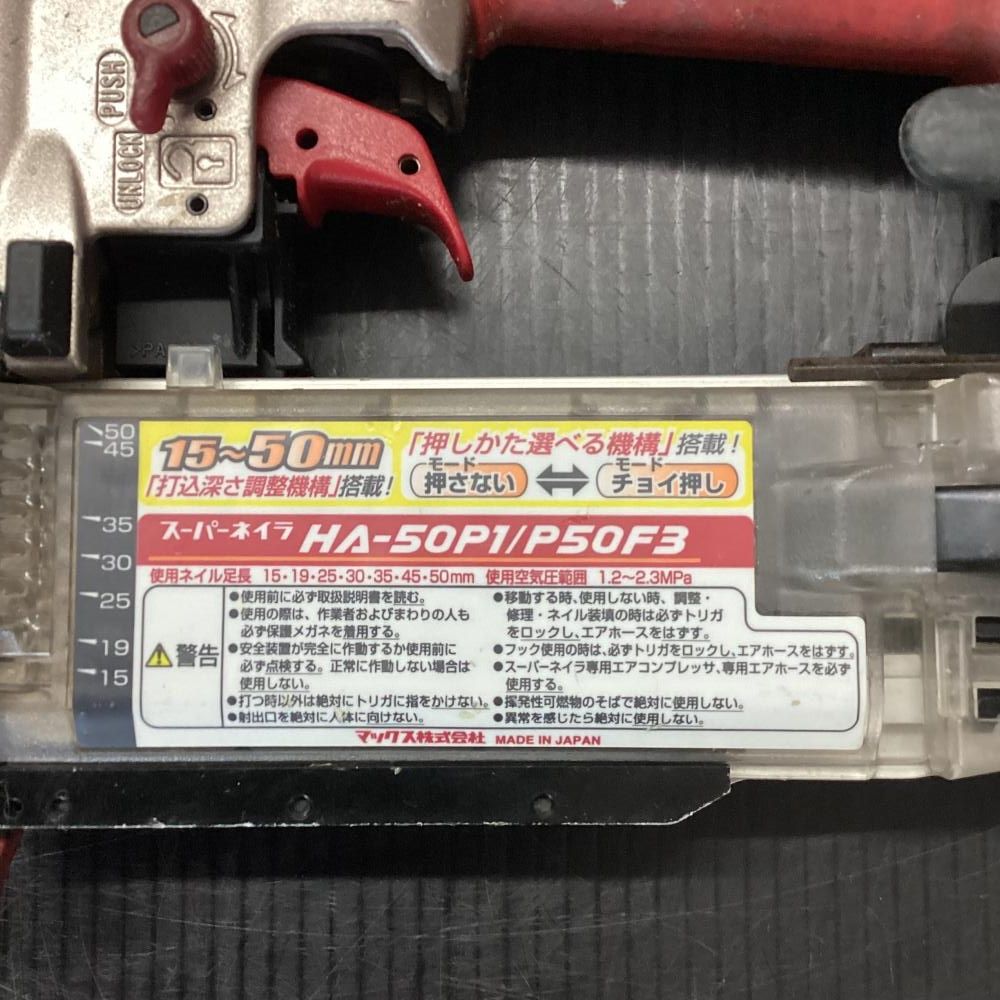 PUSH
UNLOCK
>PA
50
45
35
30
25
19
15
15~50mm
「打込深さ調整機構」搭載!
「押しかた選べる機構」搭載!
モード
押さない
モード
チョイ押し
スーパーネイラ HA-50P1/P50F3
使用ネイル足長 15・19・25・30・35・45・50mm 使用空気圧範囲 1.2~2.3MPa
警告
●使用前に必ず取扱説明書を読む。
●使用の際は、作業者およびまわりの人も
必ず保護メガネを着用する。
●安全装置が完全に作動するか使用前に
必ず点検する。正常に作動しない場合は
使用しない。
●打つ時以外は絶対にトリガに指をかけない。
●射出口を絶対に人体に向けない。
●移動する時、使用しない時、調整・
修理・ネイル装填の時は必ずトリガ
をロックし、エアホースをはずす。
●フック使用の時は、必ずトリガをロックし、エアホースをはずす。
●スーパーネイラ専用エアコンプレッサ、専用エアホースを必ず
使用する。
●揮発性可燃物のそばで絶対に使用しない。
●異常を感じたら絶対に使用しない。
マックス株式会社 MADE IN JAPAN